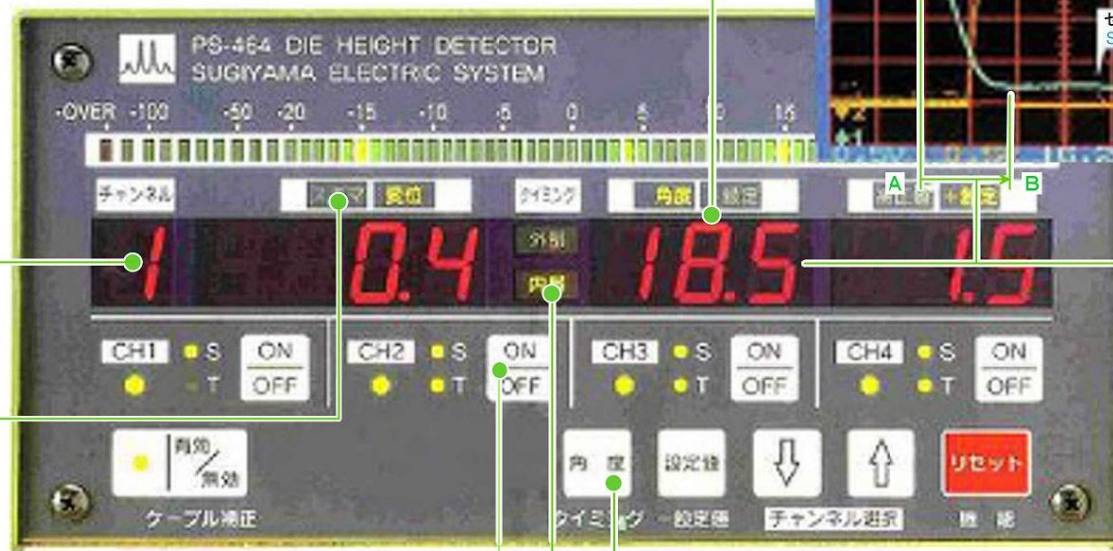 PS-464 DIE HEIGHT DETECTOR
SUGIYAMA ELECTRIC SYSTEM
-OVER -100 -50 -20 -15 -10 -5 0 5 10 15
A B
チャンネル 変位 タイミング 角度 設定 補正値 +設定
外部
1 0.4 18.5 1.5
内部
CH1 S T ON OFF CH2 S T ON OFF CH3 S T ON OFF CH4 S T ON OFF
有効/無効 角度 設定値 ⇩ ⇧ リセット
ケーブル補正 タイミング 一設定値 チャンネル選択 機能